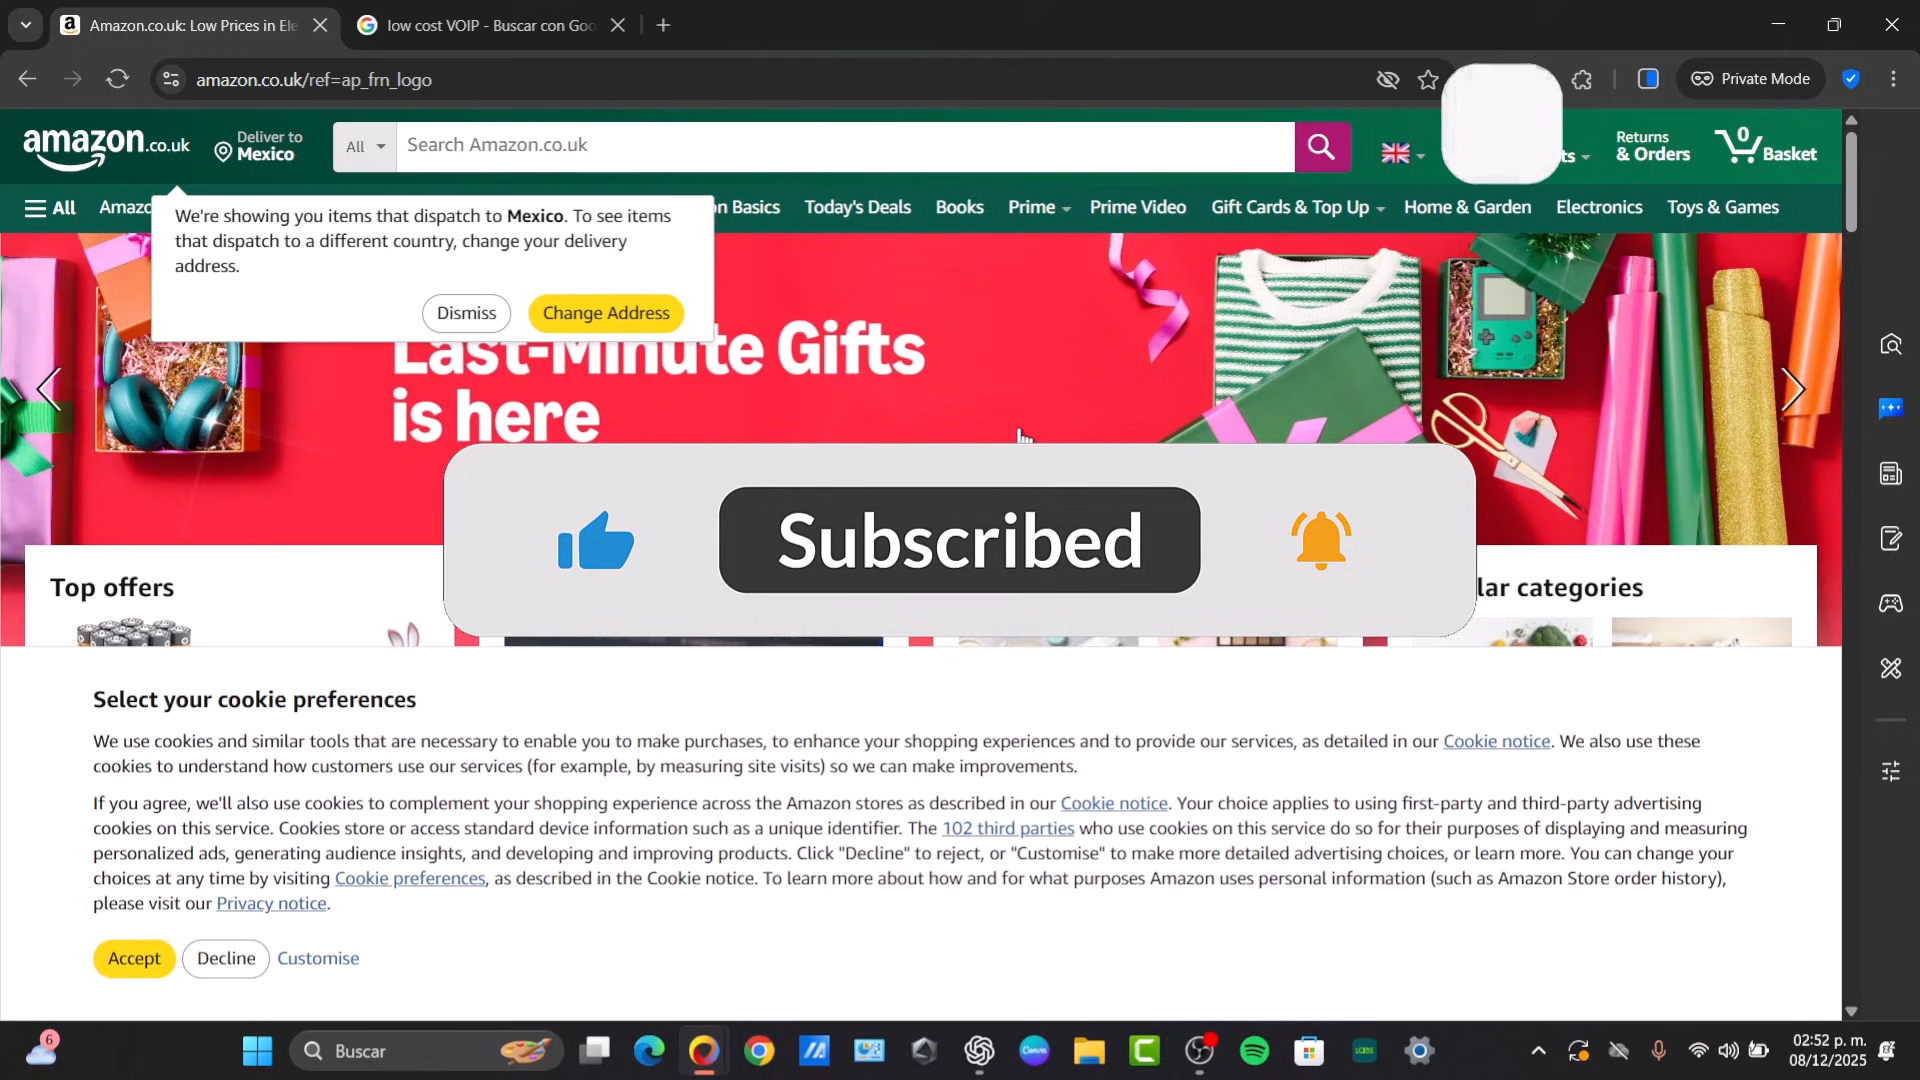 Amazon.co.uk: Low Prices in Ele
low cost VOIP - Buscar con Goo
amazon.co.uk/ref=ap_frn_logo
Private Mode
amazon.co.uk
Deliver to
Mexico
All
Search Amazon.co.uk
ts
Returns
& Orders
0
Basket
All
Amazo
n Basics
Today's Deals
Books
Prime
Prime Video
Gift Cards & Top Up
Home & Garden
Electronics
Toys & Games
We're showing you items that dispatch to Mexico. To see items
that dispatch to a different country, change your delivery
address.
Dismiss
Change Address
Last-Minute Gifts
is here
Subscribed
Top offers
lar categories
Select your cookie preferences
We use cookies and similar tools that are necessary to enable you to make purchases, to enhance your shopping experiences and to provide our services, as detailed in our Cookie notice. We also use these
cookies to understand how customers use our services (for example, by measuring site visits) so we can make improvements.
If you agree, we'll also use cookies to complement your shopping experience across the Amazon stores as described in our Cookie notice. Your choice applies to using first-party and third-party advertising
cookies on this service. Cookies store or access standard device information such as a unique identifier. The 102 third parties who use cookies on this service do so for their purposes of displaying and measuring
personalized ads, generating audience insights, and developing and improving products. Click "Decline" to reject, or "Customise" to make more detailed advertising choices, or learn more. You can change your
choices at any time by visiting Cookie preferences, as described in the Cookie notice. To learn more about how and for what purposes Amazon uses personal information (such as Amazon Store order history),
please visit our Privacy notice.
Accept
Decline
Customise
6
Buscar
Canva
02:52 p. m.
08/12/2025